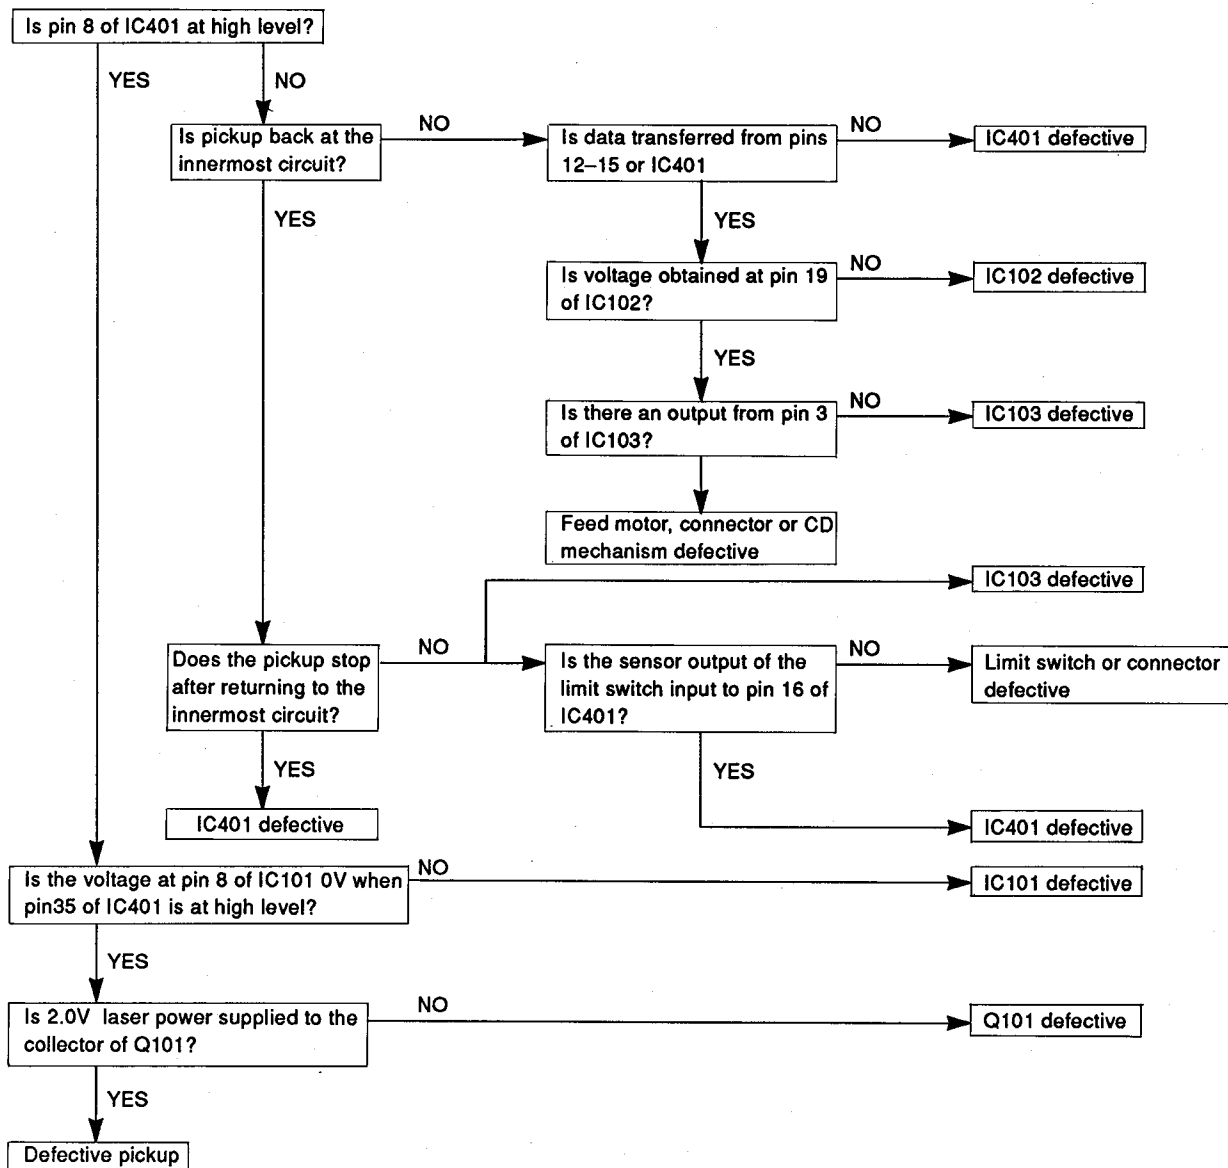 Is pin 8 of IC401 at high level?
YES
NO
Is pickup back at the
innermost circuit?
NO
Is data transferred from pins
12–15 or IC401
NO
IC401 defective
YES
YES
Is voltage obtained at pin 19
of IC102?
NO
IC102 defective
YES
Is there an output from pin 3
of IC103?
NO
IC103 defective
Feed motor, connector or CD
mechanism defective
IC103 defective
Does the pickup stop
after returning to the
innermost circuit?
NO
Is the sensor output of the
limit switch input to pin 16 of
IC401?
NO
Limit switch or connector
defective
YES
YES
IC401 defective
IC401 defective
Is the voltage at pin 8 of IC101 0V when
pin35 of IC401 is at high level?
NO
IC101 defective
YES
Is 2.0V laser power supplied to the
collector of Q101?
NO
Q101 defective
YES
Defective pickup